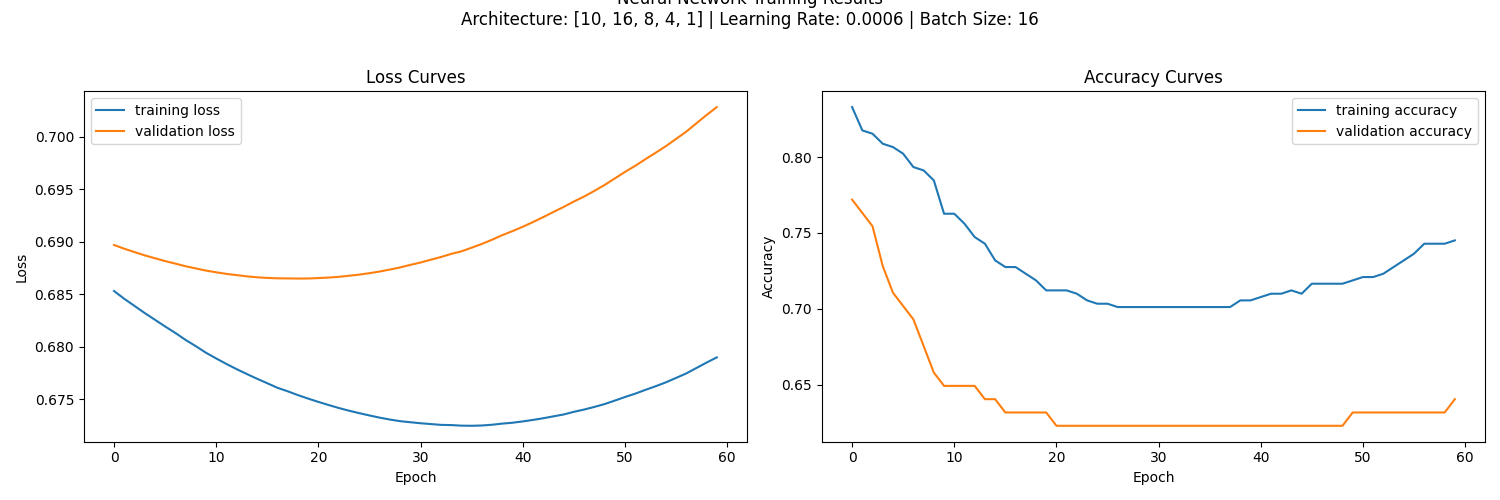 Neural Network Training Results
Architecture: [10, 16, 8, 4, 1] | Learning Rate: 0.0006 | Batch Size: 16
Loss Curves
training loss
validation loss
0.700
0.695
0.690
0.685
0.680
0.675
Loss
0 10 20 30 40 50 60
Epoch
Accuracy Curves
training accuracy
validation accuracy
0.80
0.75
0.70
0.65
Accuracy
0 10 20 30 40 50 60
Epoch